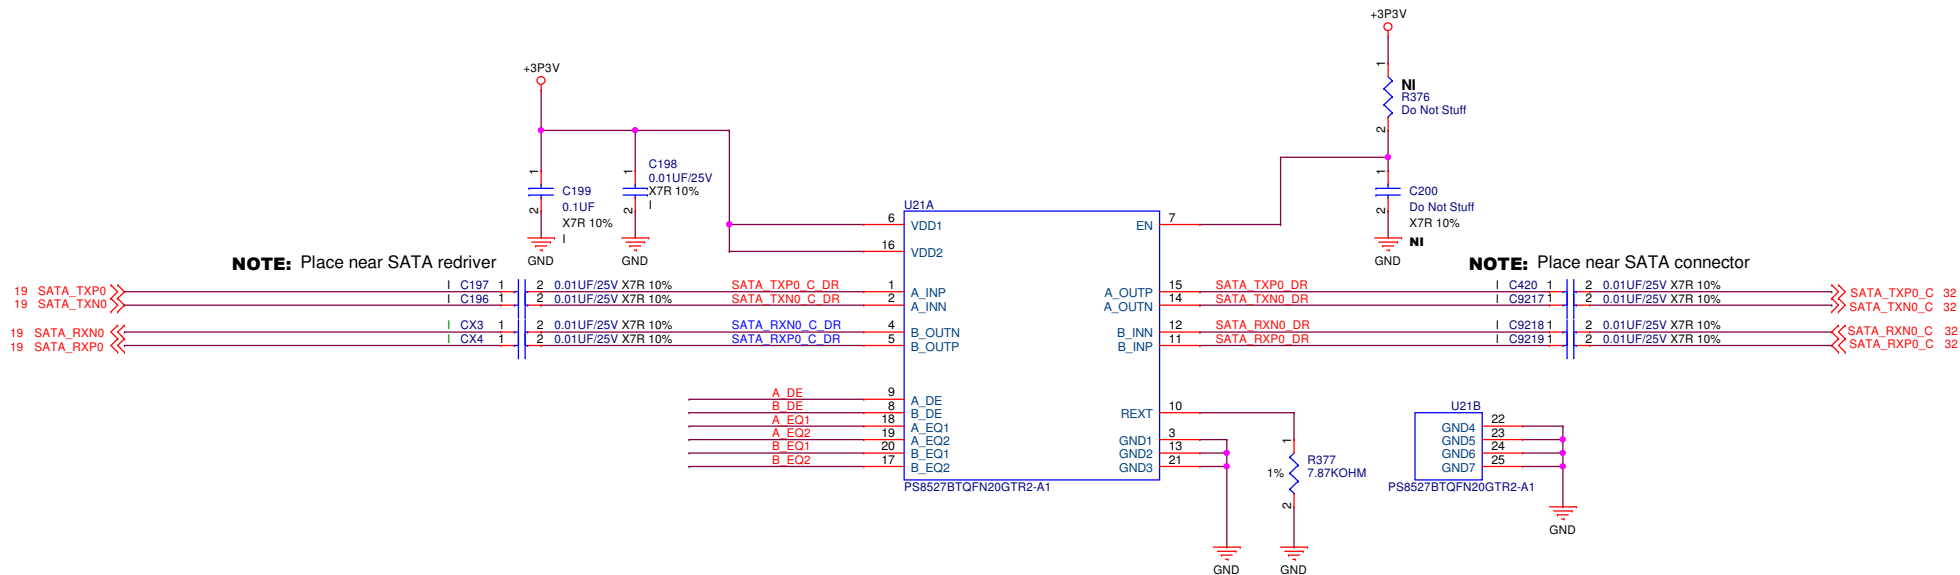 +3P3V
+3P3V
1
NI
R376
Do Not Stuff
2
1
C199
0.1UF
2
X7R 10%
I
GND
1
C198
0.01UF/25V
X7R 10%
2
I
GND
1
C200
Do Not Stuff
2
X7R 10%
NI
GND
U21A
6 VDD1
16 VDD2
EN 7
NOTE: Place near SATA redriver
NOTE: Place near SATA connector
19 SATA_TXP0 I C197 1 2 0.01UF/25V X7R 10% SATA_TXP0_C_DR 1 A_INP A_OUTP 15 SATA_TXP0_DR I C420 1 2 0.01UF/25V X7R 10% SATA_TXP0_C 32
19 SATA_TXN0 I C196 1 2 0.01UF/25V X7R 10% SATA_TXN0_C_DR 2 A_INN A_OUTN 14 SATA_TXN0_DR I C9217 1 2 0.01UF/25V X7R 10% SATA_TXN0_C 32
19 SATA_RXN0 I CX3 1 2 0.01UF/25V X7R 10% SATA_RXN0_C_DR 4 B_OUTN B_INN 12 SATA_RXN0_DR I C9218 1 2 0.01UF/25V X7R 10% SATA_RXN0_C 32
19 SATA_RXP0 I CX4 1 2 0.01UF/25V X7R 10% SATA_RXP0_C_DR 5 B_OUTP B_INP 11 SATA_RXP0_DR I C9219 1 2 0.01UF/25V X7R 10% SATA_RXP0_C 32
A_DE 9 A_DE
B_DE 8 B_DE
A_EQ1 18 A_EQ1
A_EQ2 19 A_EQ2
B_EQ1 20 B_EQ1
B_EQ2 17 B_EQ2
REXT 10
GND1 3
GND2 13
GND3 21
PS8527BTQFN20GTR2-A1
1
R377
1% 7.87KOHM
2
GND
GND
U21B
GND4 22
GND5 23
GND6 24
GND7 25
PS8527BTQFN20GTR2-A1
GND